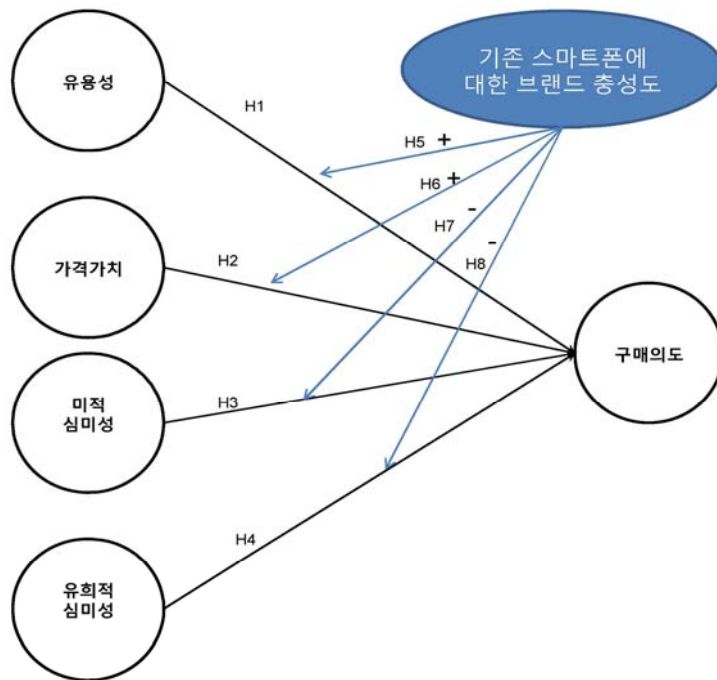 기존 스마트폰에
대한 브랜드 충성도
유용성
H1
H5 +
H6 +
-
H7
-
H8
가격가치
H2
구매의도
미적
심미성
H3
H4
유희적
심미성